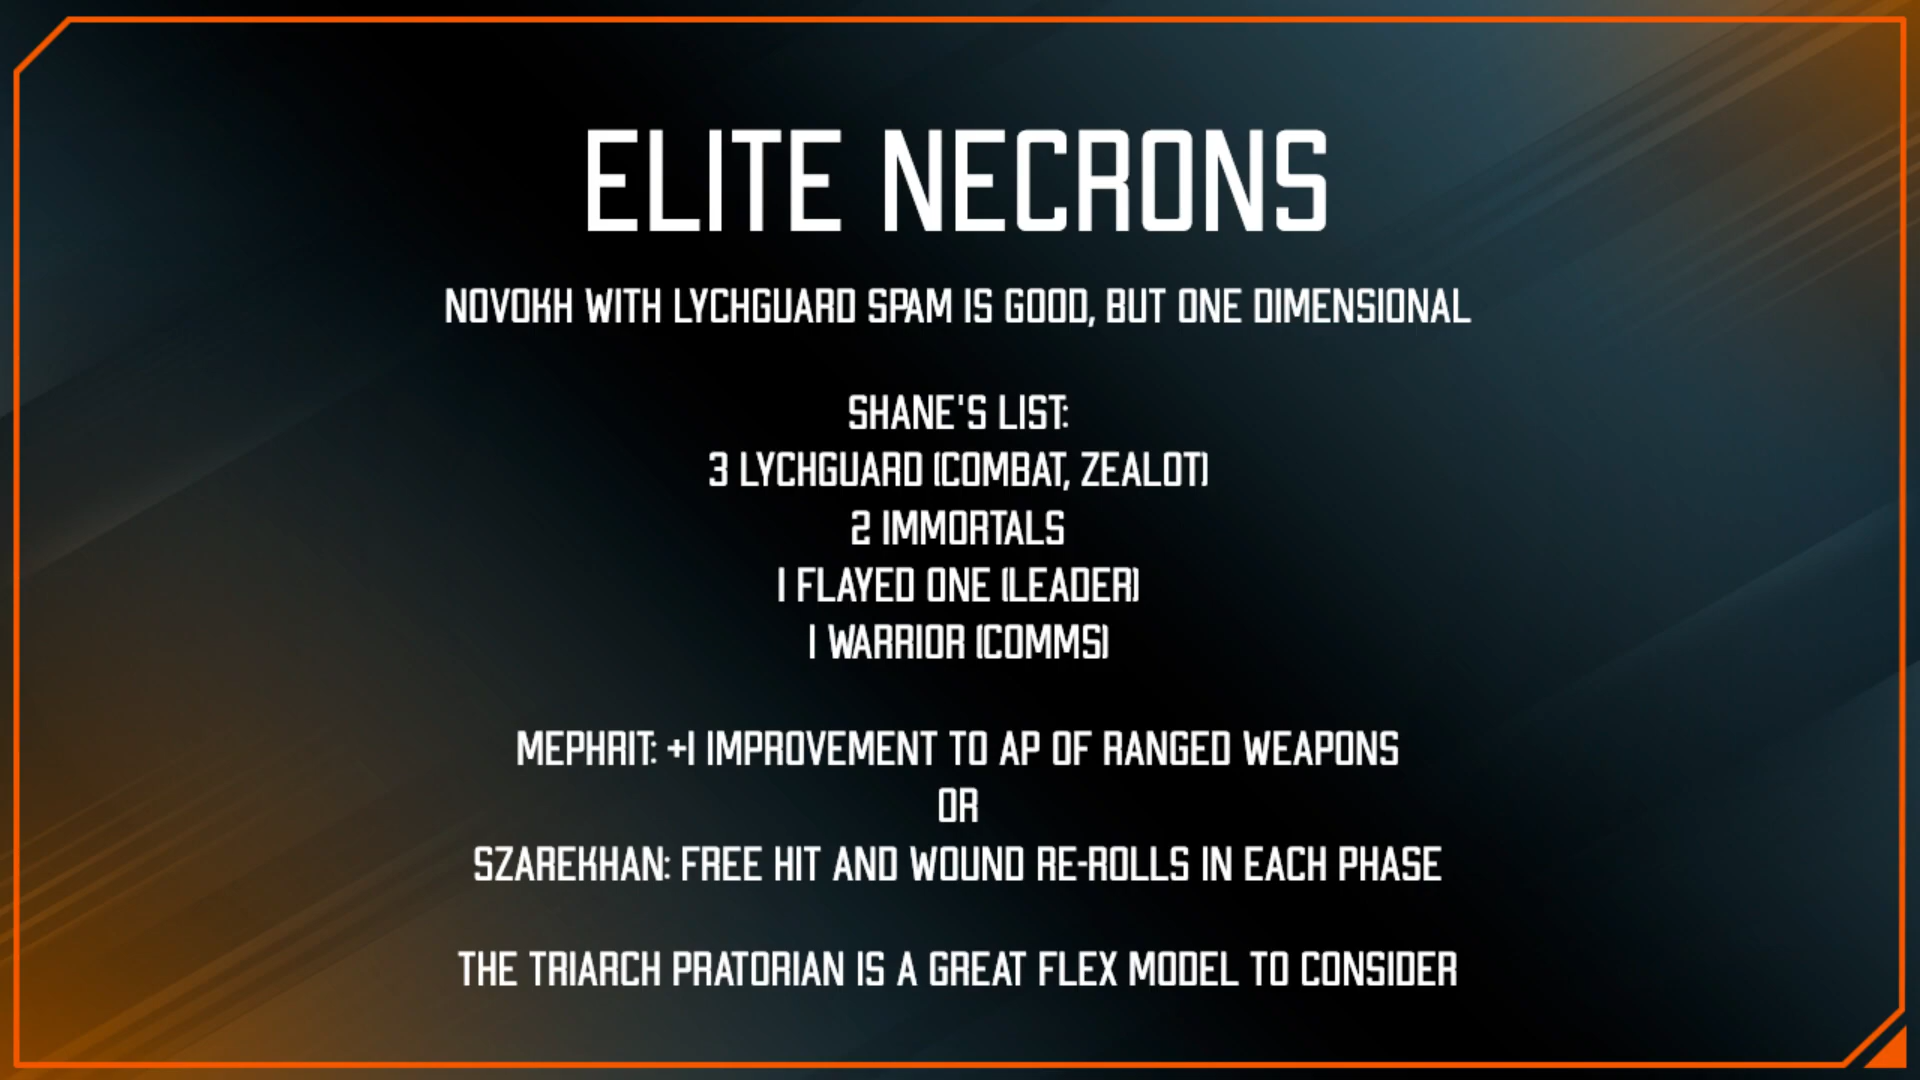 ELITE NECRONS
NOVOKH WITH LYCHGUARD SPAM IS GOOD, BUT ONE DIMENSIONAL
SHANE'S LIST:
3 LYCHGUARD (COMBAT, ZEALOT)
2 IMMORTALS
1 FLAYED ONE (LEADER)
1 WARRIOR (COMMS)
MEPHRIT: +1 IMPROVEMENT TO AP OF RANGED WEAPONS
OR
SZAREKHAN: FREE HIT AND WOUND RE-ROLLS IN EACH PHASE
THE TRIARCH PRATORIAN IS A GREAT FLEX MODEL TO CONSIDER